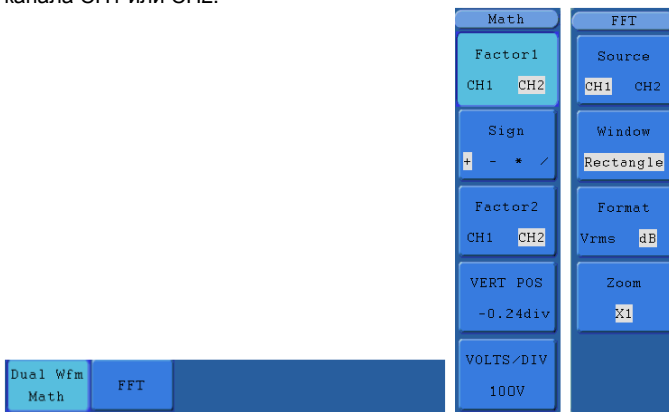 канала CH1 или CH2.
Math
Factor1
CH1 CH2
Sign
+ - * /
Factor2
CH1 CH2
VERT POS
-0.24div
VOLTS/DIV
100V
FFT
Source
CH1 CH2
Window
Rectangle
Format
Vrms dB
Zoom
X1
Dual Wfm
Math
FFT